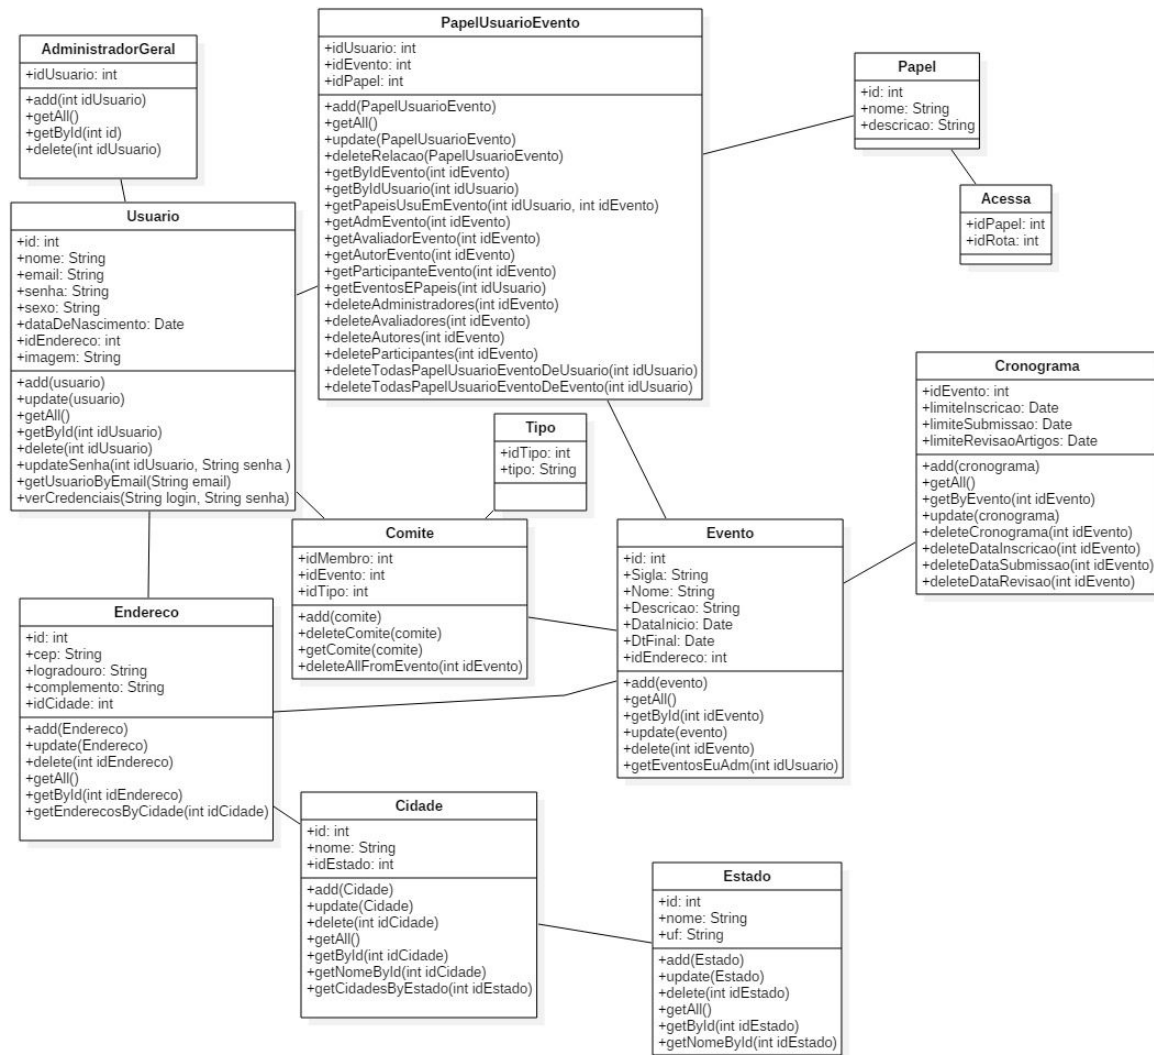 AdministradorGeral
+idUsuario: int
+add(int idUsuario)
+getAll()
+getById(int id)
+delete(int idUsuario)
PapelUsuarioEvento
+idUsuario: int
+idEvento: int
+idPapel: int
+add(PapelUsuarioEvento)
+getAll()
+update(PapelUsuarioEvento)
+deleteRelacao(PapelUsuarioEvento)
+getByIdEvento(int idEvento)
+getByIdUsuario(int idUsuario)
+getPapeisUsuEmEvento(int idUsuario, int idEvento)
+getAdmEvento(int idEvento)
+getAvaliadorEvento(int idEvento)
+getAutorEvento(int idEvento)
+getParticipanteEvento(int idEvento)
+getEventosEPapeis(int idUsuario)
+deleteAdministradores(int idEvento)
+deleteAvaliadores(int idEvento)
+deleteAutores(int idEvento)
+deleteParticipantes(int idEvento)
+deleteTodasPapelUsuarioEventoDeUsuario(int idUsuario)
+deleteTodasPapelUsuarioEventoDeEvento(int idUsuario)
Papel
+id: int
+nome: String
+descricao: String
Acessa
+idPapel: int
+idRota: int
Usuario
+id: int
+nome: String
+email: String
+senha: String
+sexo: String
+dataDeNascimento: Date
+idEndereco: int
+imagem: String
+add(usuario)
+update(usuario)
+getAll()
+getById(int idUsuario)
+delete(int idUsuario)
+updateSenha(int idUsuario, String senha )
+getUsuarioByEmail(String email)
+verCredenciais(String login, String senha)
Cronograma
+idEvento: int
+limiteInscricao: Date
+limiteSubmissao: Date
+limiteRevisaoArtigos: Date
+add(cronograma)
+getAll()
+getByEvento(int idEvento)
+update(cronograma)
+deleteCronograma(int idEvento)
+deleteDataInscricao(int idEvento)
+deleteDataSubmissao(int idEvento)
+deleteDataRevisao(int idEvento)
Tipo
+idTipo: int
+tipo: String
Comite
+idMembro: int
+idEvento: int
+idTipo: int
+add(comite)
+deleteComite(comite)
+getComite(comite)
+deleteAllFromEvento(int idEvento)
Evento
+id: int
+Sigla: String
+Nome: String
+Descricao: String
+DataInicio: Date
+DtFinal: Date
+idEndereco: int
+add(evento)
+getAll()
+getById(int idEvento)
+update(evento)
+delete(int idEvento)
+getEventosEuAdm(int idUsuario)
Endereco
+id: int
+cep: String
+logradouro: String
+complemento: String
+idCidade: int
+add(Endereco)
+update(Endereco)
+delete(int idEndereco)
+getAll()
+getById(int idEndereco)
+getEnderecosByCidade(int idCidade)
Cidade
+id: int
+nome: String
+idEstado: int
+add(Cidade)
+update(Cidade)
+delete(int idCidade)
+getAll()
+getById(int idCidade)
+getNomeById(int idCidade)
+getCidadesByEstado(int idEstado)
Estado
+id: int
+nome: String
+uf: String
+add(Estado)
+update(Estado)
+delete(int idEstado)
+getAll()
+getById(int idEstado)
+getNomeById(int idEstado)